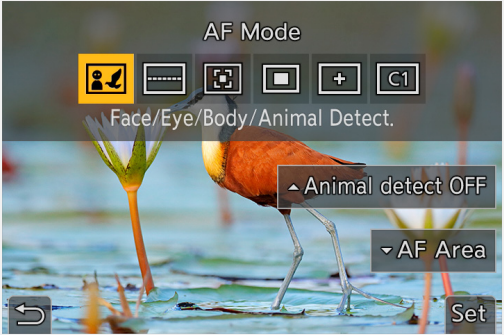 AF Mode
C1
Face/Eye/Body/Animal Detect.
Animal detect OFF
AF Area
Set